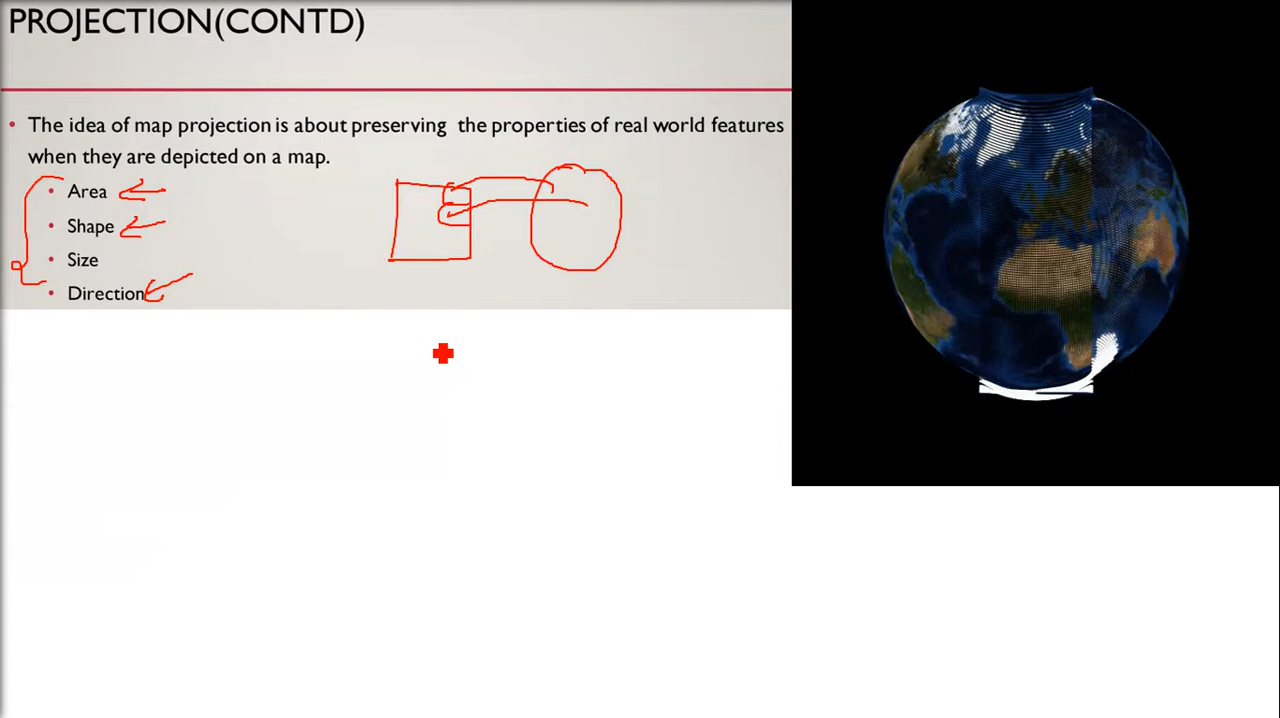 PROJECTION(CONTD)
• The idea of map projection is about preserving the properties of real world features
when they are depicted on a map.
• Area
• Shape
• Size
• Direction